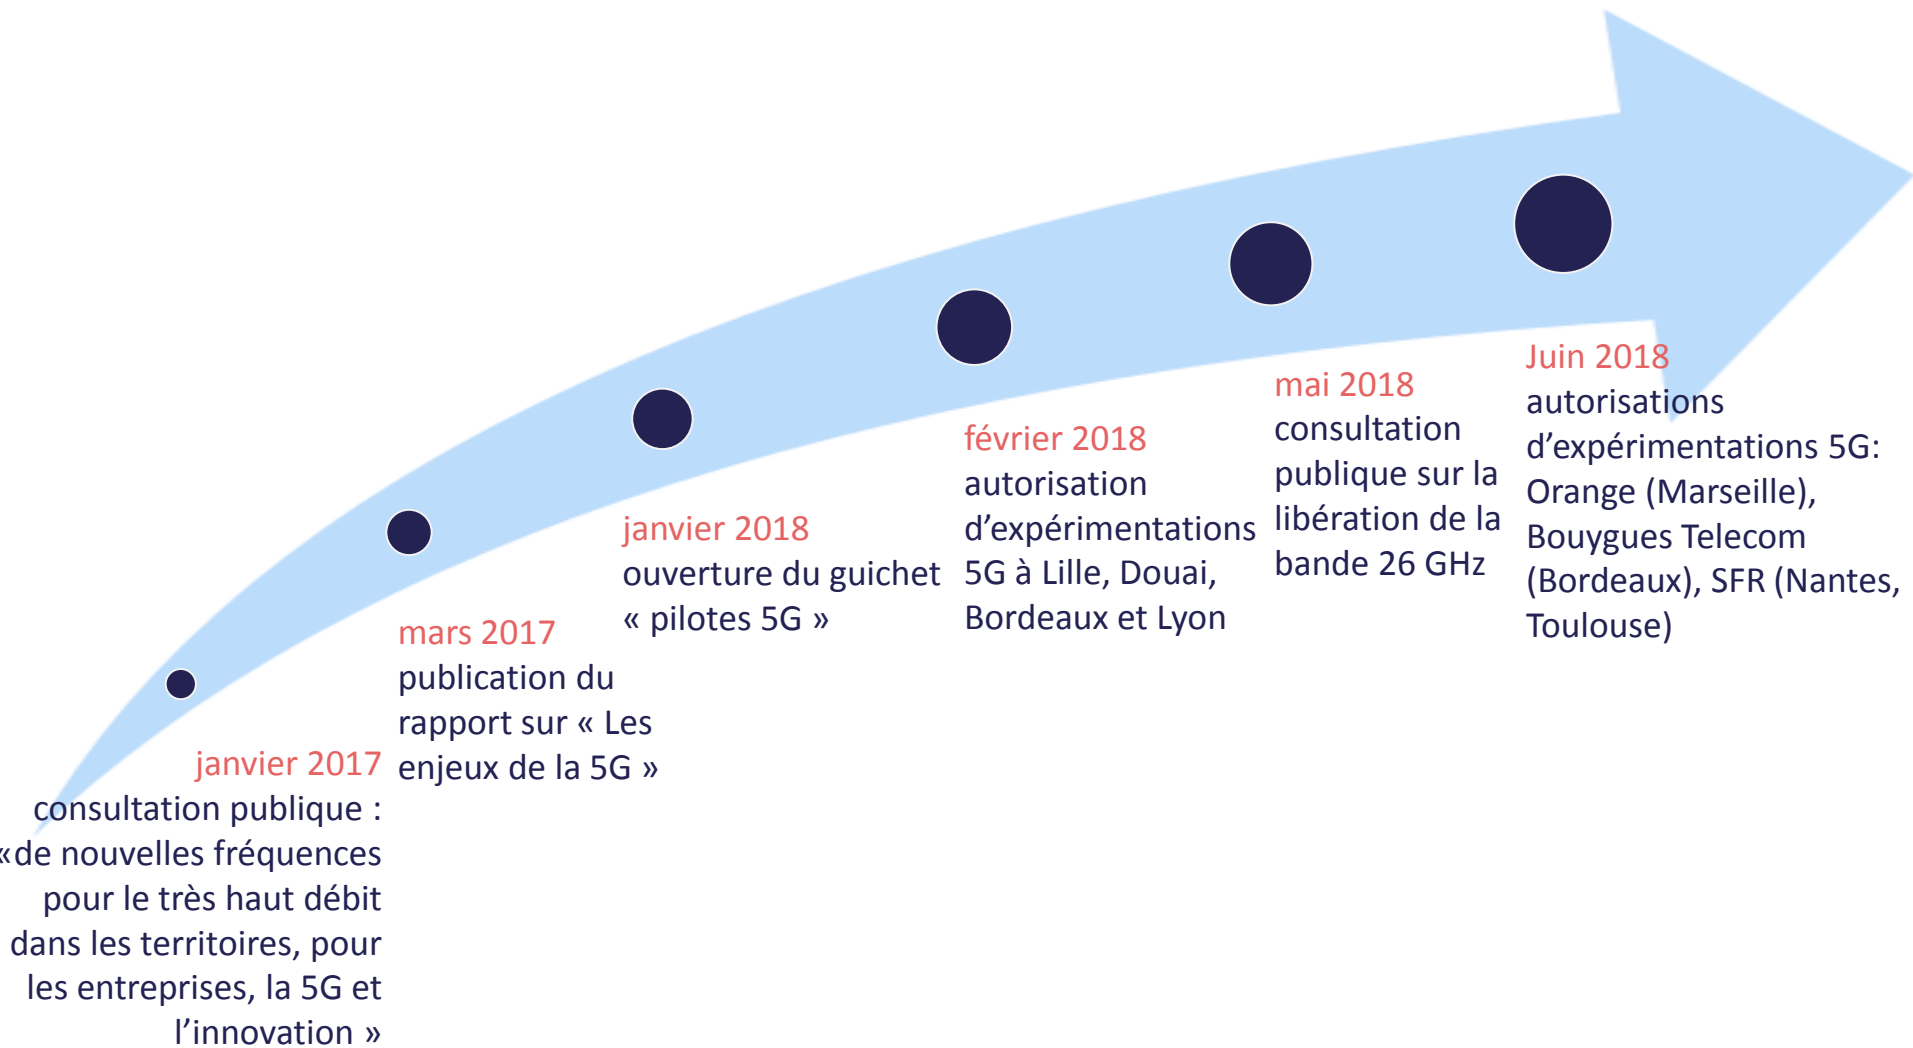 janvier 2017
consultation publique :
«de nouvelles fréquences
pour le très haut débit
dans les territoires, pour
les entreprises, la 5G et
l’innovation »
mars 2017
publication du
rapport sur « Les
enjeux de la 5G »
janvier 2018
ouverture du guichet
« pilotes 5G »
février 2018
autorisation
d’expérimentations
5G à Lille, Douai,
Bordeaux et Lyon
mai 2018
consultation
publique sur la
libération de la
bande 26 GHz
Juin 2018
autorisations
d’expérimentations 5G:
Orange (Marseille),
Bouygues Telecom
(Bordeaux), SFR (Nantes,
Toulouse)